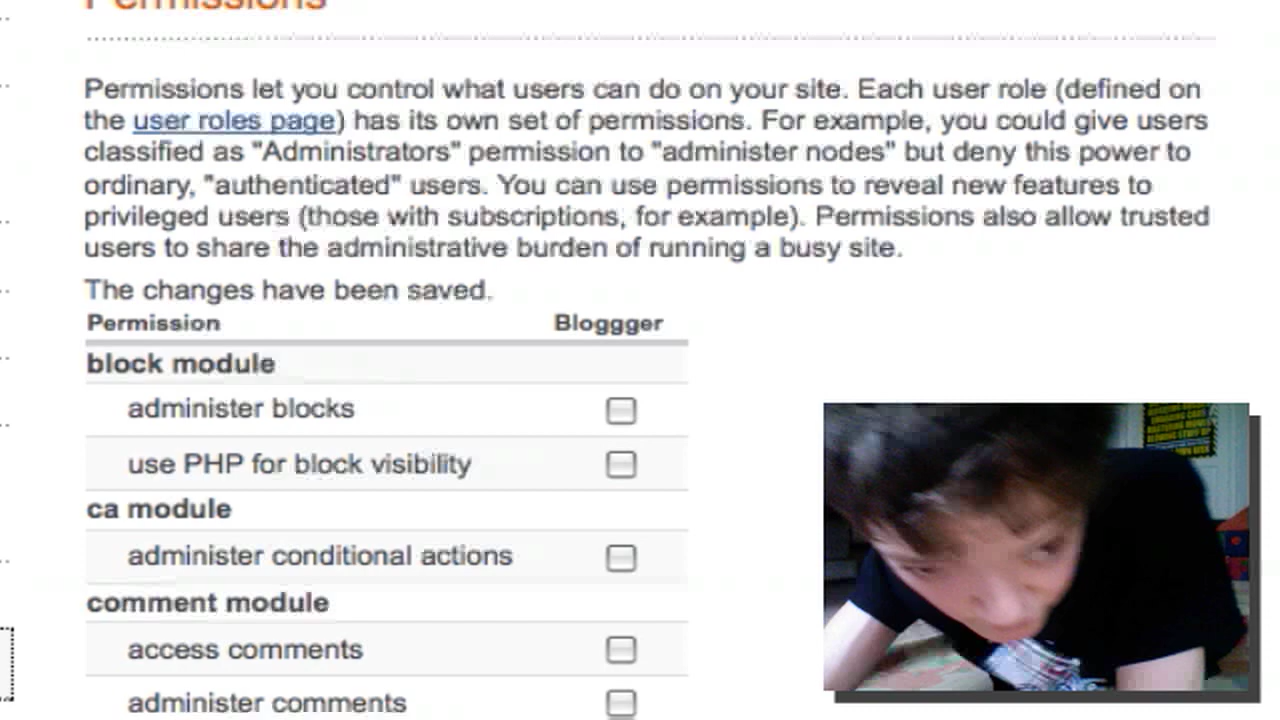 Permissions
Permissions let you control what users can do on your site. Each user role (defined on
the user roles page) has its own set of permissions. For example, you could give users
classified as "Administrators" permission to "administer nodes" but deny this power to
ordinary, "authenticated" users. You can use permissions to reveal new features to
privileged users (those with subscriptions, for example). Permissions also allow trusted
users to share the administrative burden of running a busy site.
The changes have been saved.
Permission Bloggger
block module
administer blocks
use PHP for block visibility
ca module
administer conditional actions
comment module
access comments
administer comments